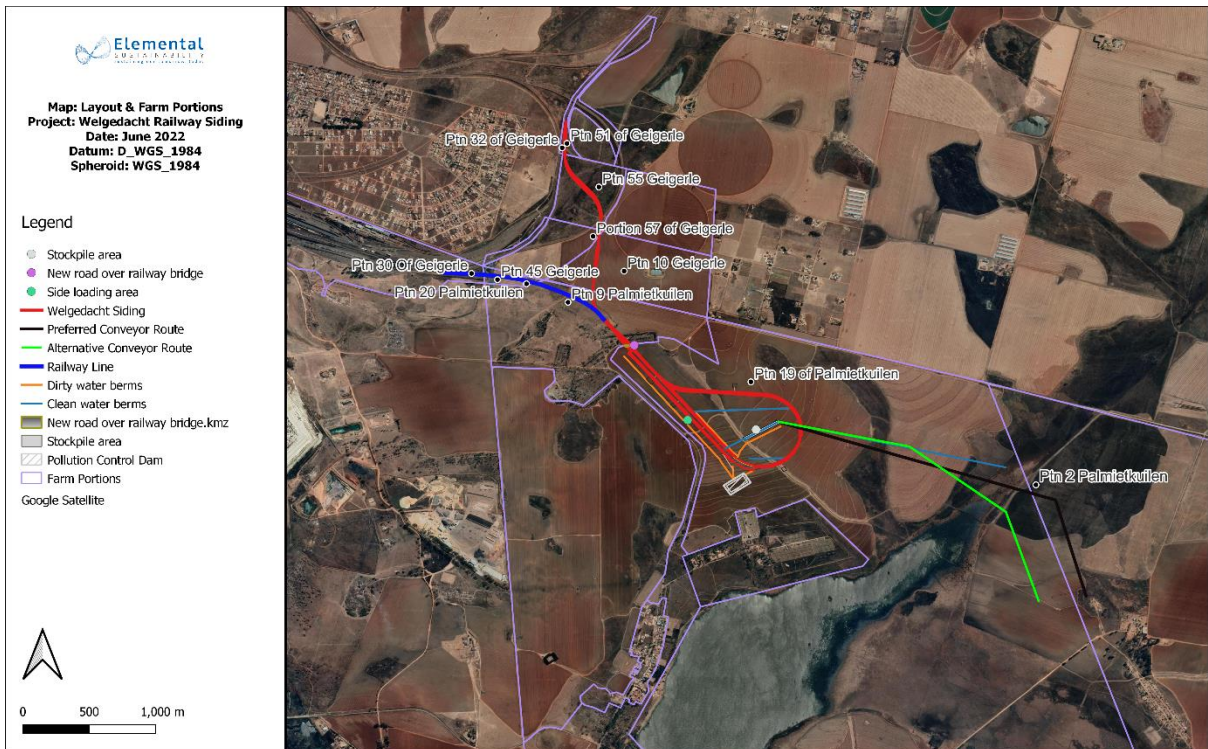 Elemental
SUSTAINABILITY
Map: Layout & Farm Portions
Project: Welgedacht Railway Siding
Date: June 2022
Datum: D_WGS_1984
Spheroid: WGS_1984
Legend
Stockpile area
New road over railway bridge
Side loading area
Welgedacht Siding
Preferred Conveyor Route
Alternative Conveyor Route
Railway Line
Dirty water berms
Clean water berms
New road over railway bridge.kmz
Stockpile area
Pollution Control Dam
Farm Portions
Google Satellite
0 500 1,000 m
Ptn 32 of Geigerle
Ptn 51 of Geigerle
Ptn 55 Geigerle
Portion 57 of Geigerle
Ptn 10 Geigerle
Ptn 30 Of Geigerle
Ptn 45 Geigerle
Ptn 20 Palmietkuilen
Ptn 9 Palmietkuilen
Ptn 19 of Palmietkuilen
Ptn 2 Palmietkuilen